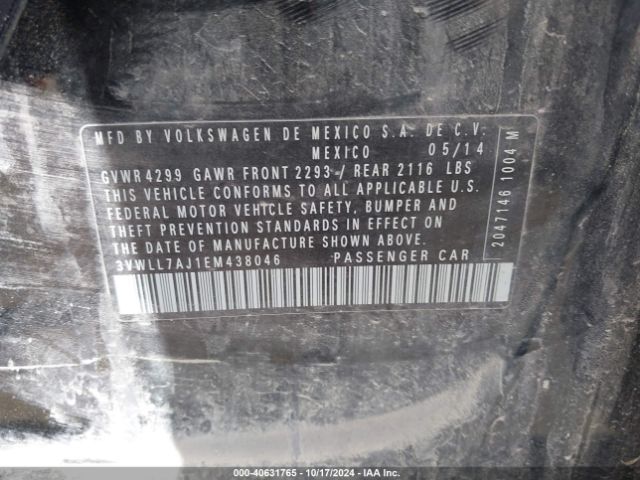 MFD BY VOLKSWAGEN DE MEXICO S.A. DE C.V.
MEXICO 05/14
GVWR 4299 GAWR FRONT 2293 / REAR 2116 LBS
THIS VEHICLE CONFORMS TO ALL APPLICABLE U.S.
FEDERAL MOTOR VEHICLE SAFETY, BUMPER AND
THEFT PREVENTION STANDARDS IN EFFECT ON
THE DATE OF MANUFACTURE SHOWN ABOVE.
3VWLL7AJ1EM438046 PASSENGER CAR
2047146 1004 M
000-40631765 - 10/17/2024 - IAA Inc.